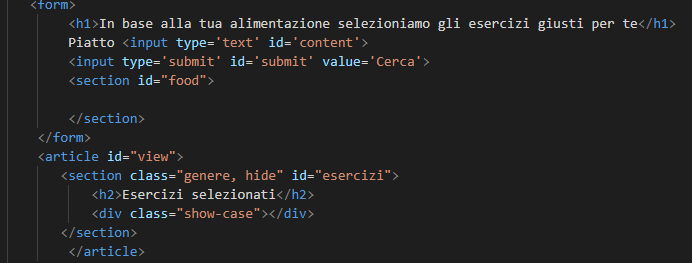 <form>
<h1>In base alla tua alimentazione selezioniamo gli esercizi giusti per te</h1>
Piatto <input type='text' id='content'>
<input type='submit' id='submit' value='Cerca'>
<section id="food">
</section>
</form>
<article id="view">
<section class="genere, hide" id="esercizi">
<h2>Esercizi selezionati</h2>
<div class="show-case"></div>
</section>
</article>